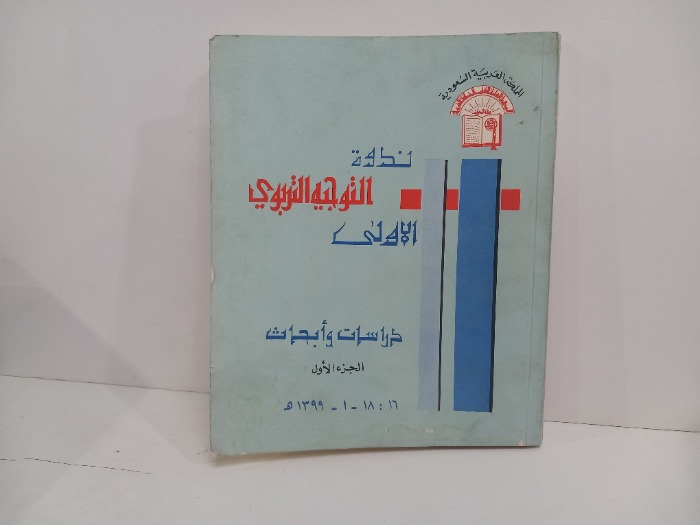 المملكة العربية السعودية
ندوة
التوجيه التربوي
الأولى
دراسات وأبحاث
الجزء الأول
١٦ : ١٨ - ١ - ١٣٩٩ هـ